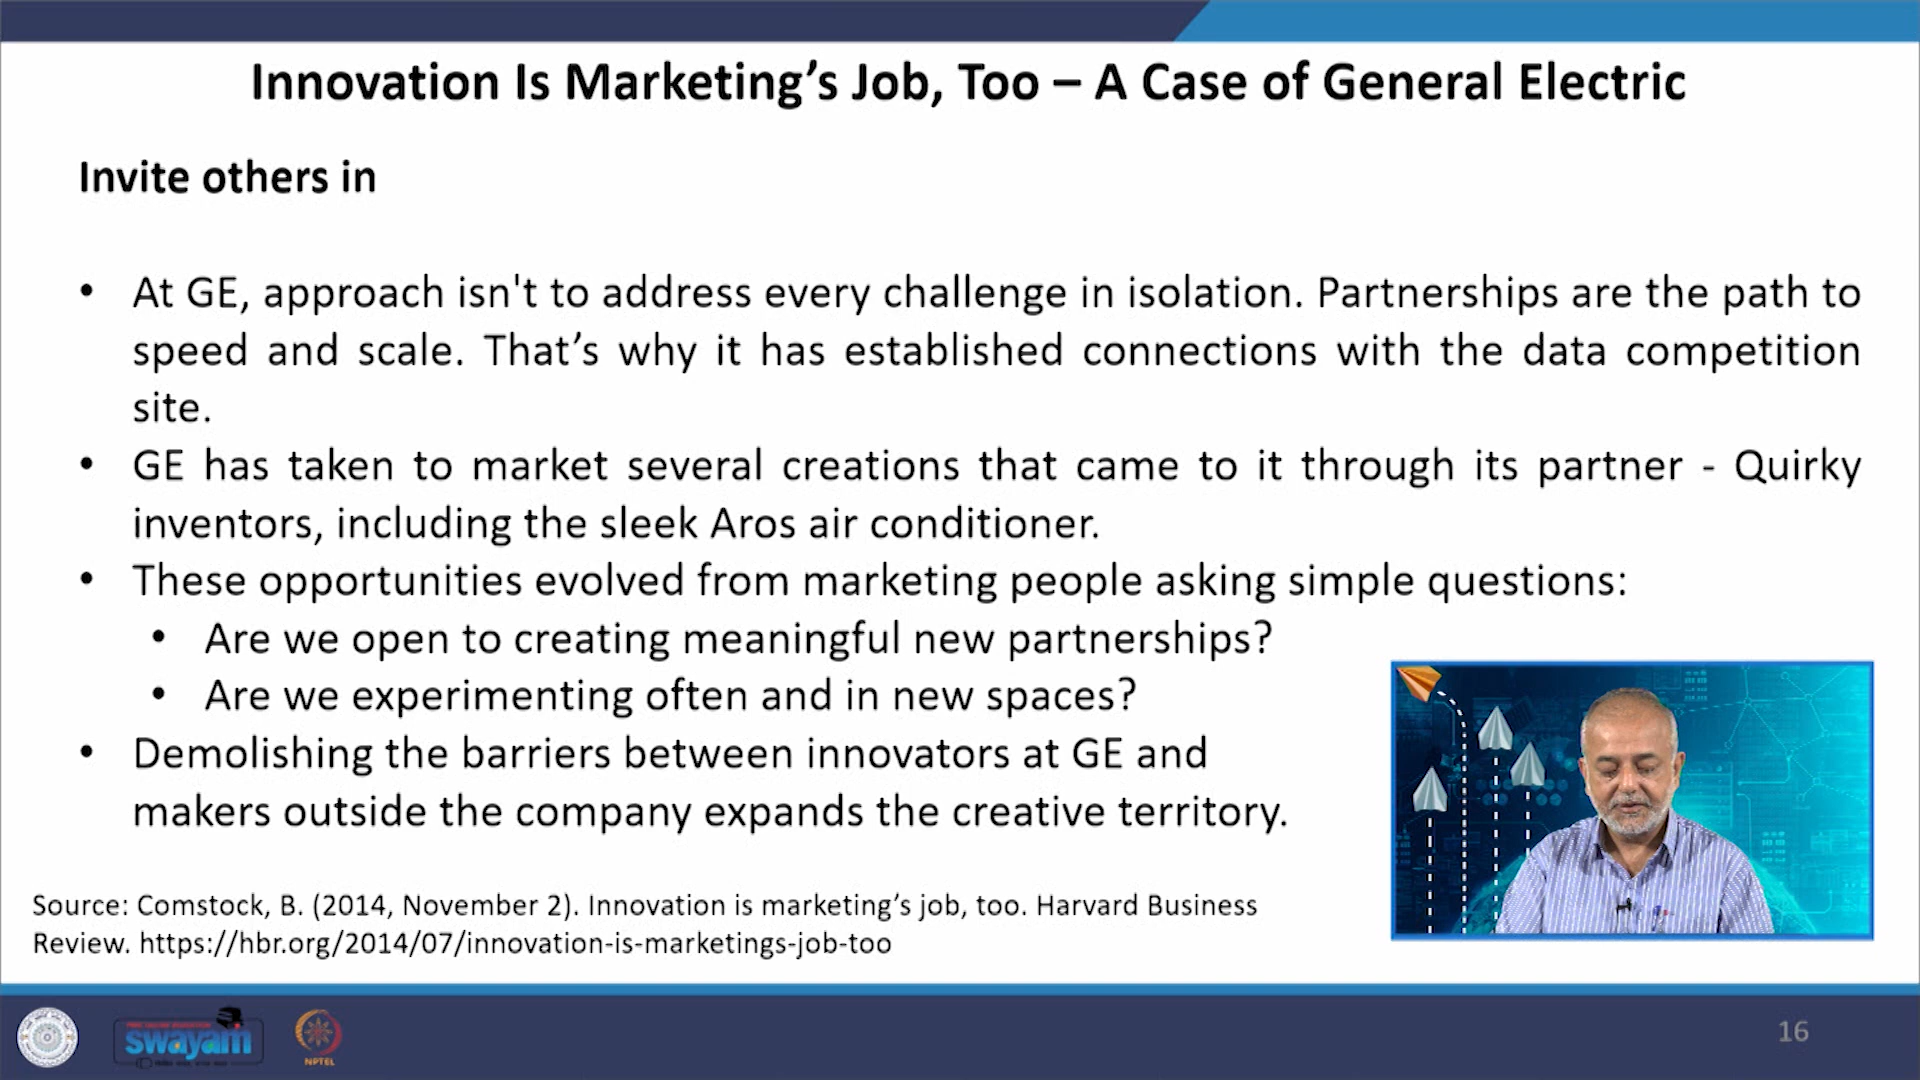 Innovation Is Marketing’s Job, Too – A Case of General Electric
Invite others in
• At GE, approach isn't to address every challenge in isolation. Partnerships are the path to
speed and scale. That’s why it has established connections with the data competition
site.
• GE has taken to market several creations that came to it through its partner - Quirky
inventors, including the sleek Aros air conditioner.
• These opportunities evolved from marketing people asking simple questions:
• Are we open to creating meaningful new partnerships?
• Are we experimenting often and in new spaces?
• Demolishing the barriers between innovators at GE and
makers outside the company expands the creative territory.
Source: Comstock, B. (2014, November 2). Innovation is marketing’s job, too. Harvard Business
Review. https://hbr.org/2014/07/innovation-is-marketings-job-too
swayam
NPTEL
16